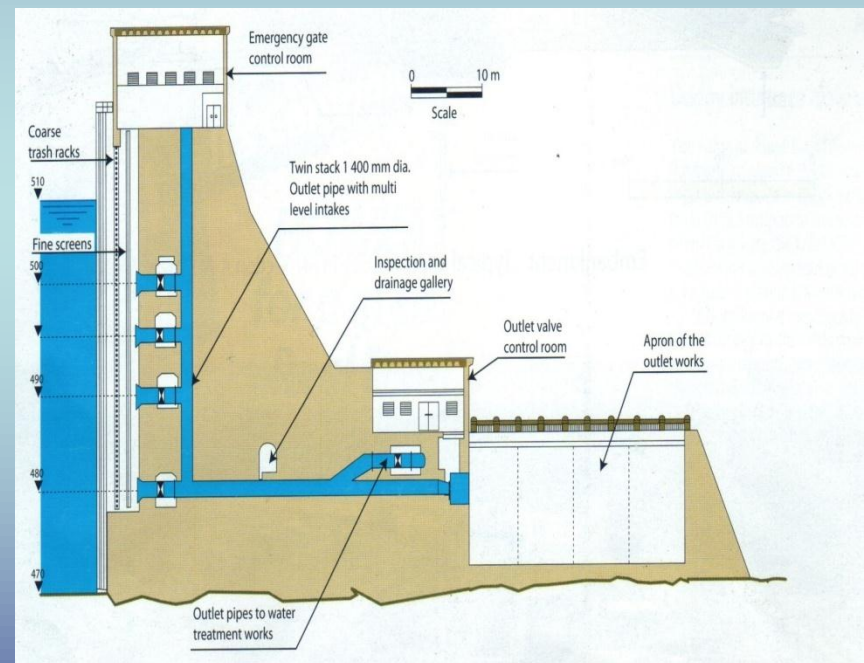 Emergency gate
control room
0 10 m
Scale
Coarse
trash racks
Twin stack 1 400 mm dia.
Outlet pipe with multi
level intakes
510
Fine screens
Inspection and
drainage gallery
500
Outlet valve
control room
Apron of the
outlet works
490
480
470
Outlet pipes to water
treatment works